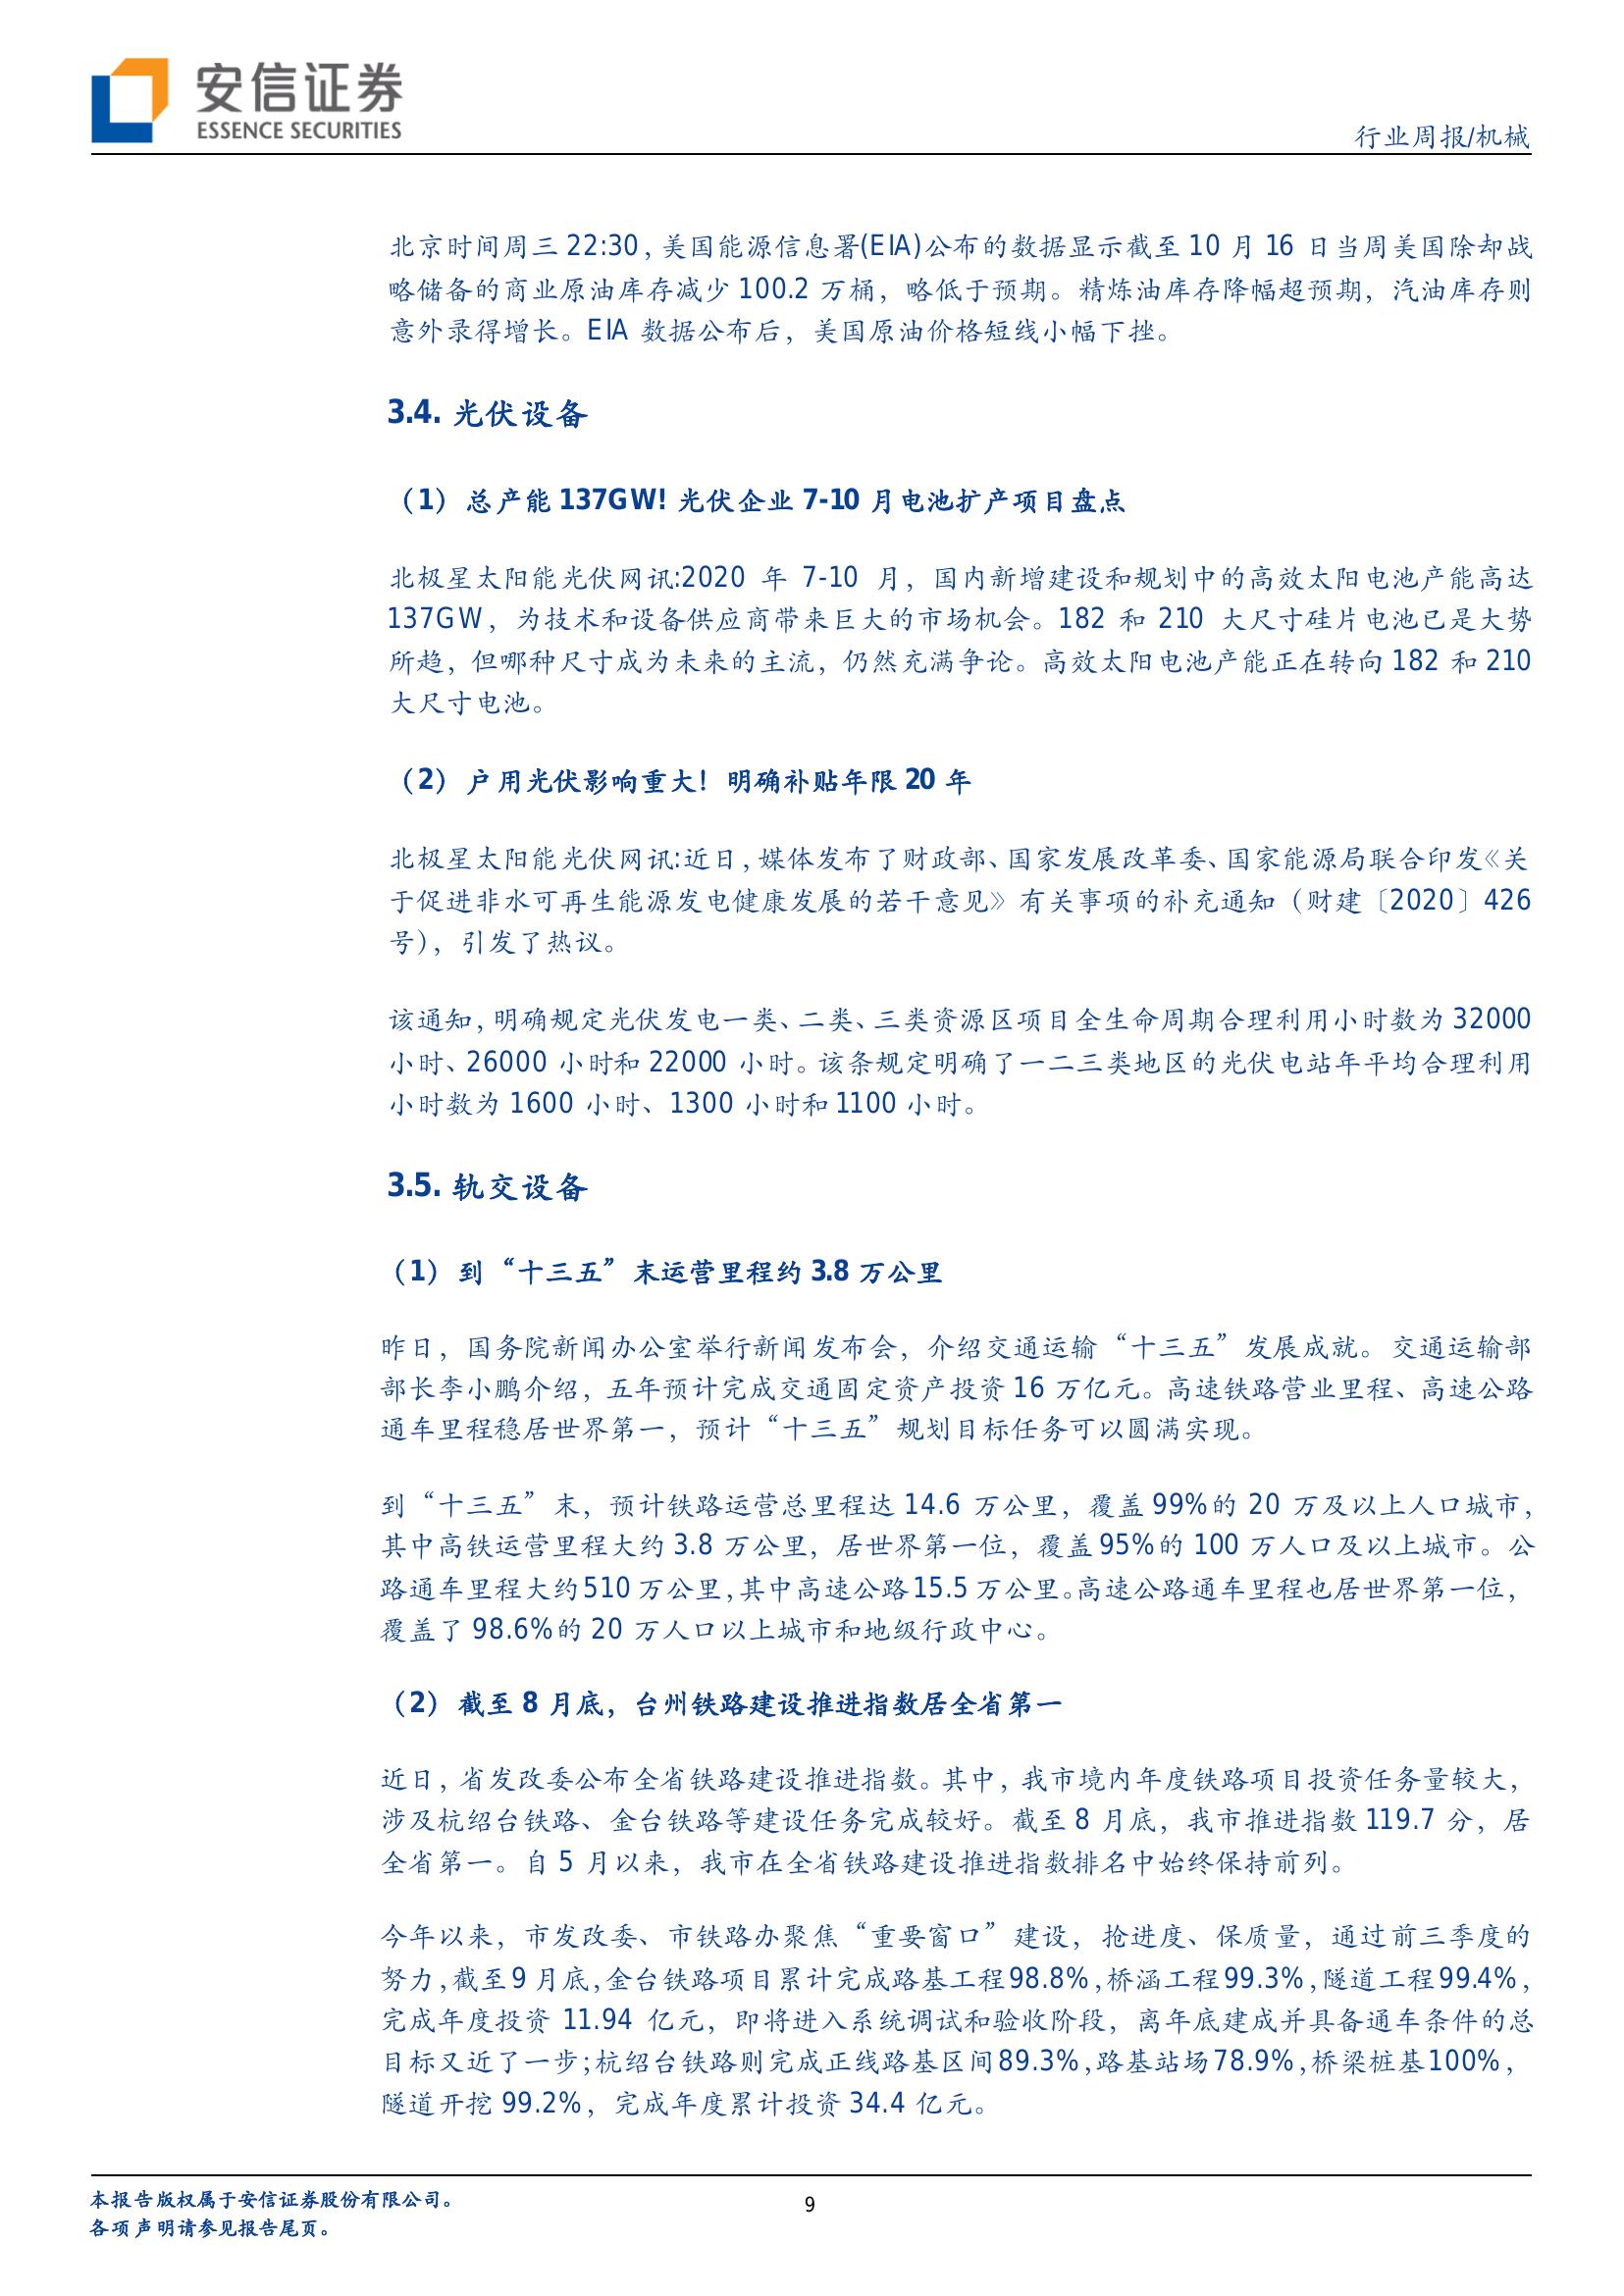 安信证券
ESSENCE SECURITIES
行业周报/机械
北京时间周三 22:30，美国能源信息署(EIA)公布的数据显示截至 10 月 16 日当周美国除却战
略储备的商业原油库存减少 100.2 万桶，略低于预期。精炼油库存降幅超预期，汽油库存则
意外录得增长。EIA 数据公布后，美国原油价格短线小幅下挫。
3.4. 光伏设备
（1）总产能 137GW! 光伏企业 7-10 月电池扩产项目盘点
北极星太阳能光伏网讯:2020 年 7-10 月，国内新增建设和规划中的高效太阳电池产能高达
137GW，为技术和设备供应商带来巨大的市场机会。182 和 210 大尺寸硅片电池已是大势
所趋，但哪种尺寸成为未来的主流，仍然充满争论。高效太阳电池产能正在转向 182 和 210
大尺寸电池。
（2）户用光伏影响重大！明确补贴年限 20 年
北极星太阳能光伏网讯:近日，媒体发布了财政部、国家发展改革委、国家能源局联合印发《关
于促进非水可再生能源发电健康发展的若干意见》有关事项的补充通知（财建〔2020〕426
号），引发了热议。
该通知，明确规定光伏发电一类、二类、三类资源区项目全生命周期合理利用小时数为 32000
小时、26000 小时和 22000 小时。该条规定明确了一二三类地区的光伏电站年平均合理利用
小时数为 1600 小时、1300 小时和 1100 小时。
3.5. 轨交设备
（1）到“十三五”末运营里程约 3.8 万公里
昨日，国务院新闻办公室举行新闻发布会，介绍交通运输“十三五”发展成就。交通运输部
部长李小鹏介绍，五年预计完成交通固定资产投资 16 万亿元。高速铁路营业里程、高速公路
通车里程稳居世界第一，预计“十三五”规划目标任务可以圆满实现。
到“十三五”末，预计铁路运营总里程达 14.6 万公里，覆盖 99%的 20 万及以上人口城市，
其中高铁运营里程大约 3.8 万公里，居世界第一位，覆盖 95%的 100 万人口及以上城市。公
路通车里程大约 510 万公里，其中高速公路 15.5 万公里。高速公路通车里程也居世界第一位，
覆盖了 98.6%的 20 万人口以上城市和地级行政中心。
（2）截至 8 月底，台州铁路建设推进指数居全省第一
近日，省发改委公布全省铁路建设推进指数。其中，我市境内年度铁路项目投资任务量较大，
涉及杭绍台铁路、金台铁路等建设任务完成较好。截至 8 月底，我市推进指数 119.7 分，居
全省第一。自 5 月以来，我市在全省铁路建设推进指数排名中始终保持前列。
今年以来，市发改委、市铁路办聚焦“重要窗口”建设，抢进度、保质量，通过前三季度的
努力，截至 9 月底，金台铁路项目累计完成路基工程 98.8%，桥涵工程 99.3%，隧道工程 99.4%，
完成年度投资 11.94 亿元，即将进入系统调试和验收阶段，离年底建成并具备通车条件的总
目标又近了一步;杭绍台铁路则完成正线路基区间 89.3%，路基站场 78.9%，桥梁桩基 100%，
隧道开挖 99.2%，完成年度累计投资 34.4 亿元。
本报告版权属于安信证券股份有限公司。
各项声明请参见报告尾页。
9